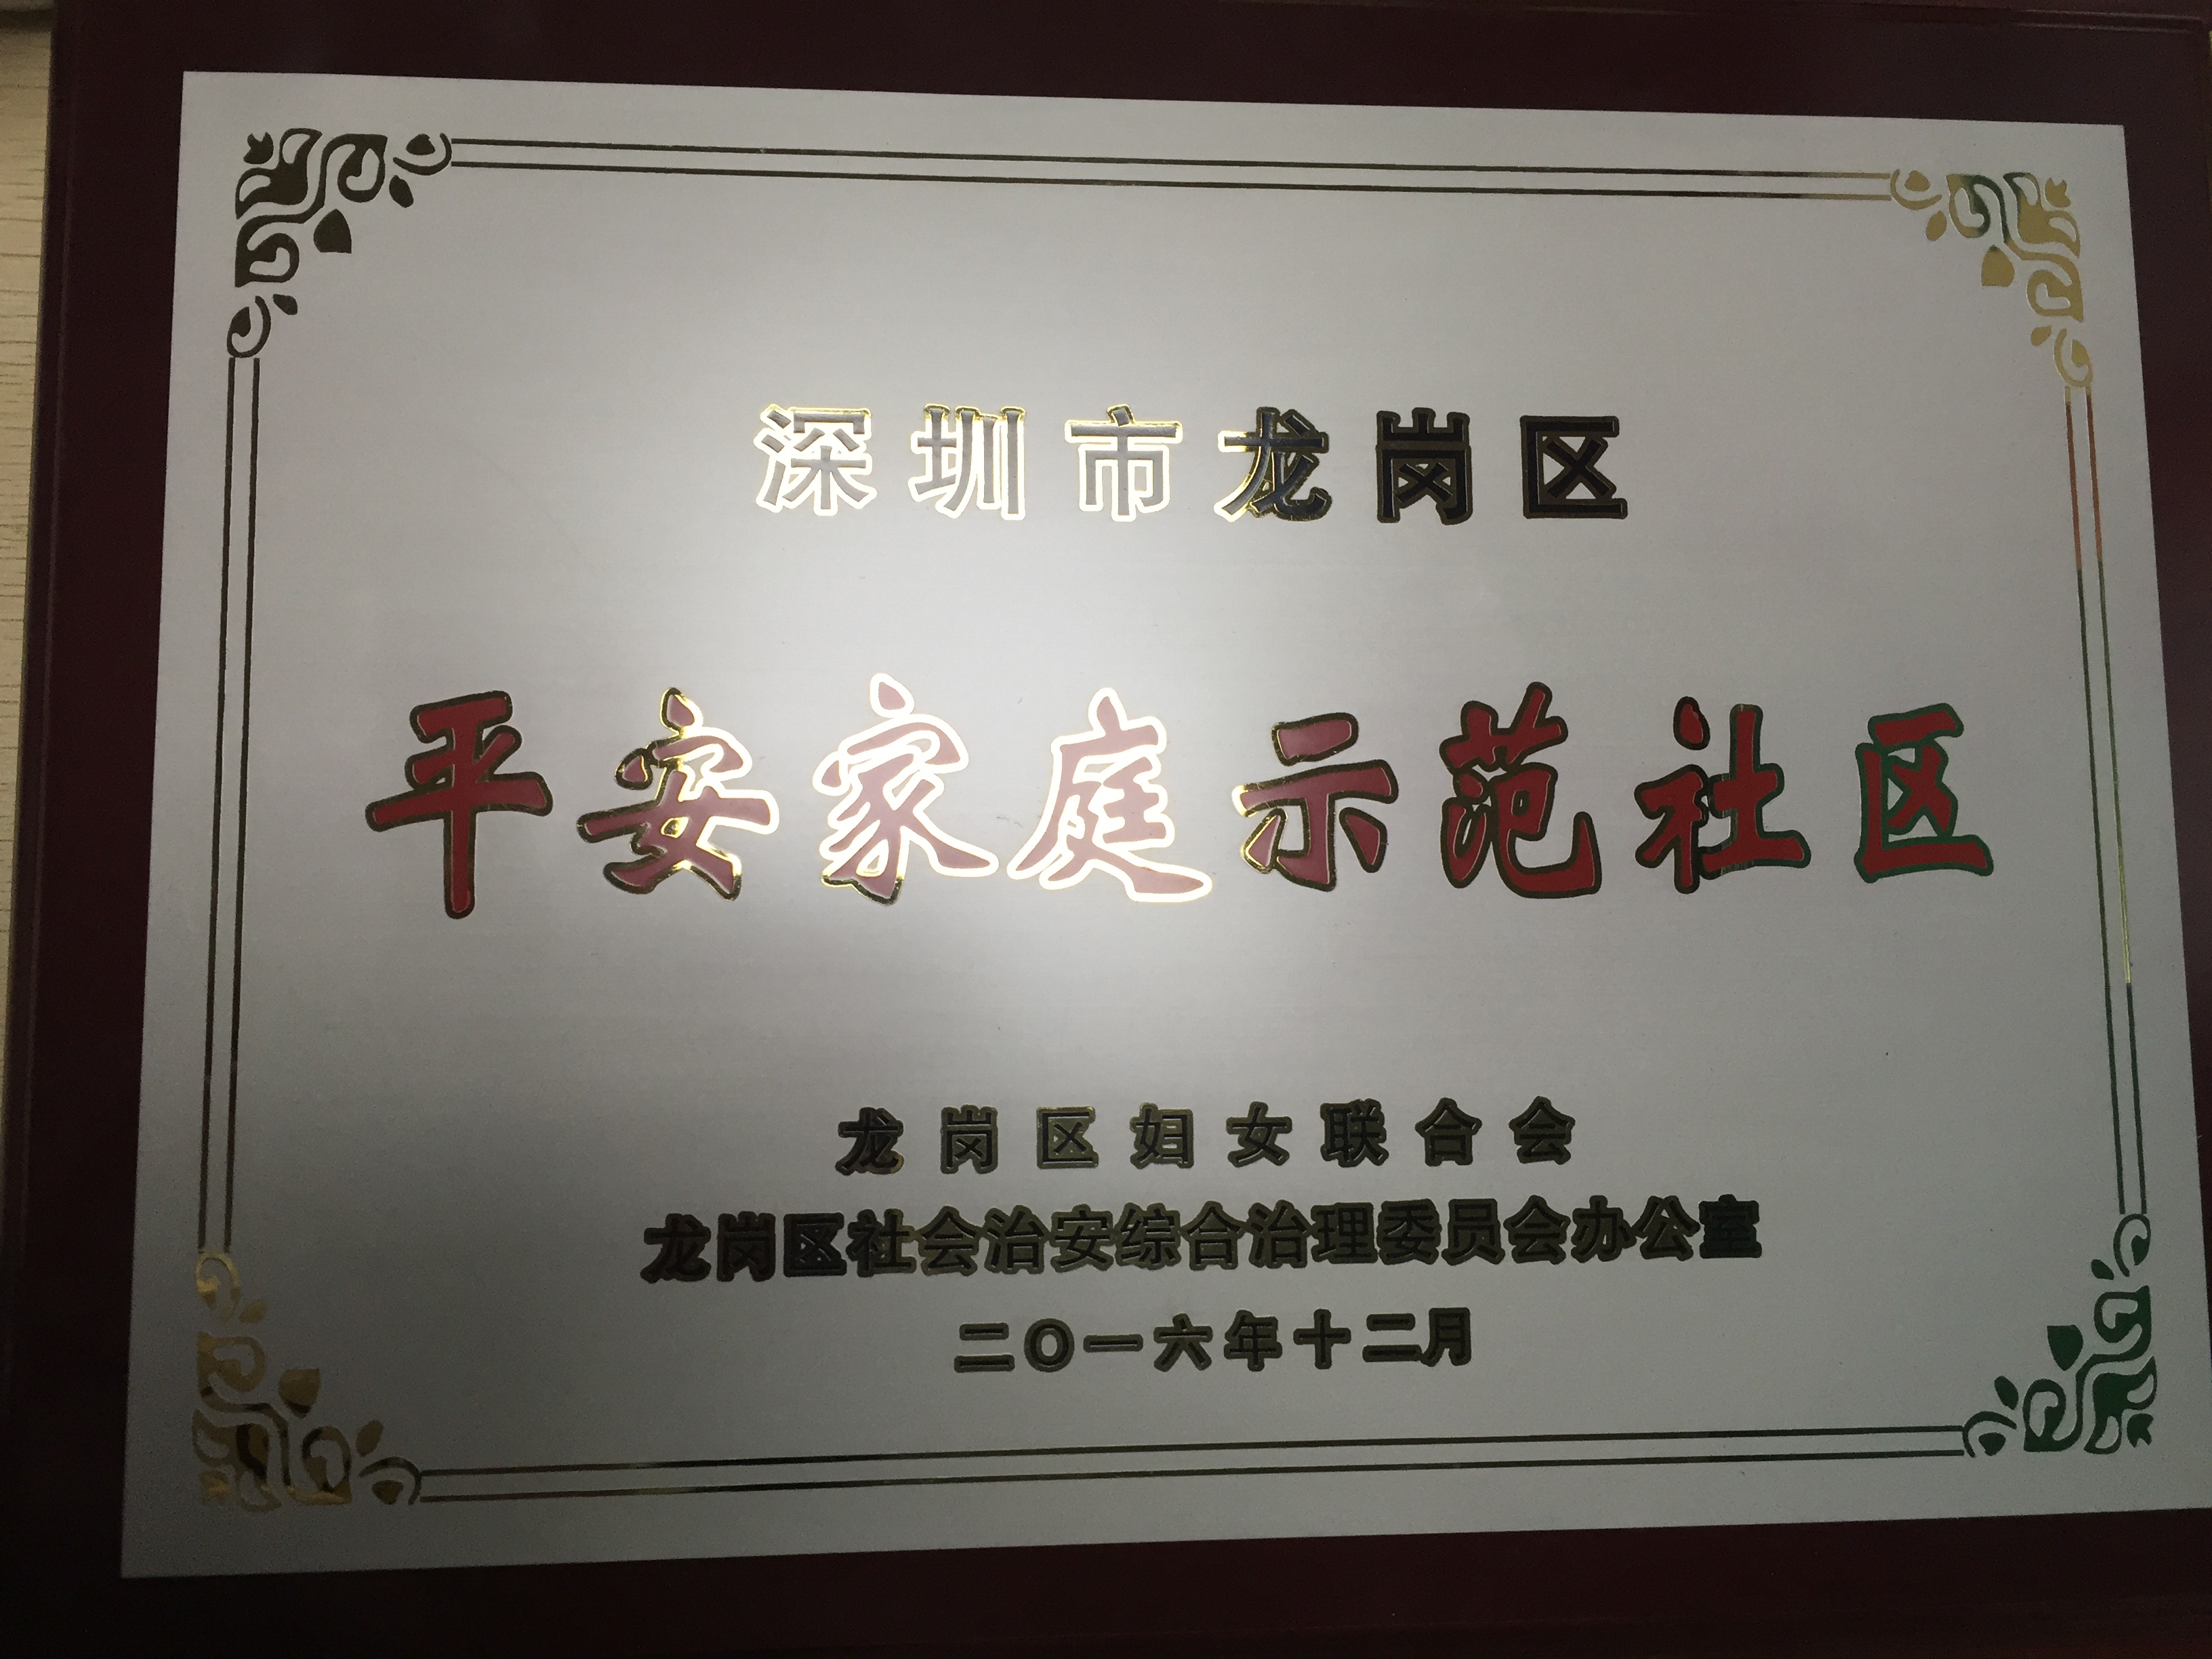 深圳市龙岗区
平安家庭示范社区
龙岗区妇女联合会
龙岗区社会治安综合治理委员会办公室
二〇一六年十二月